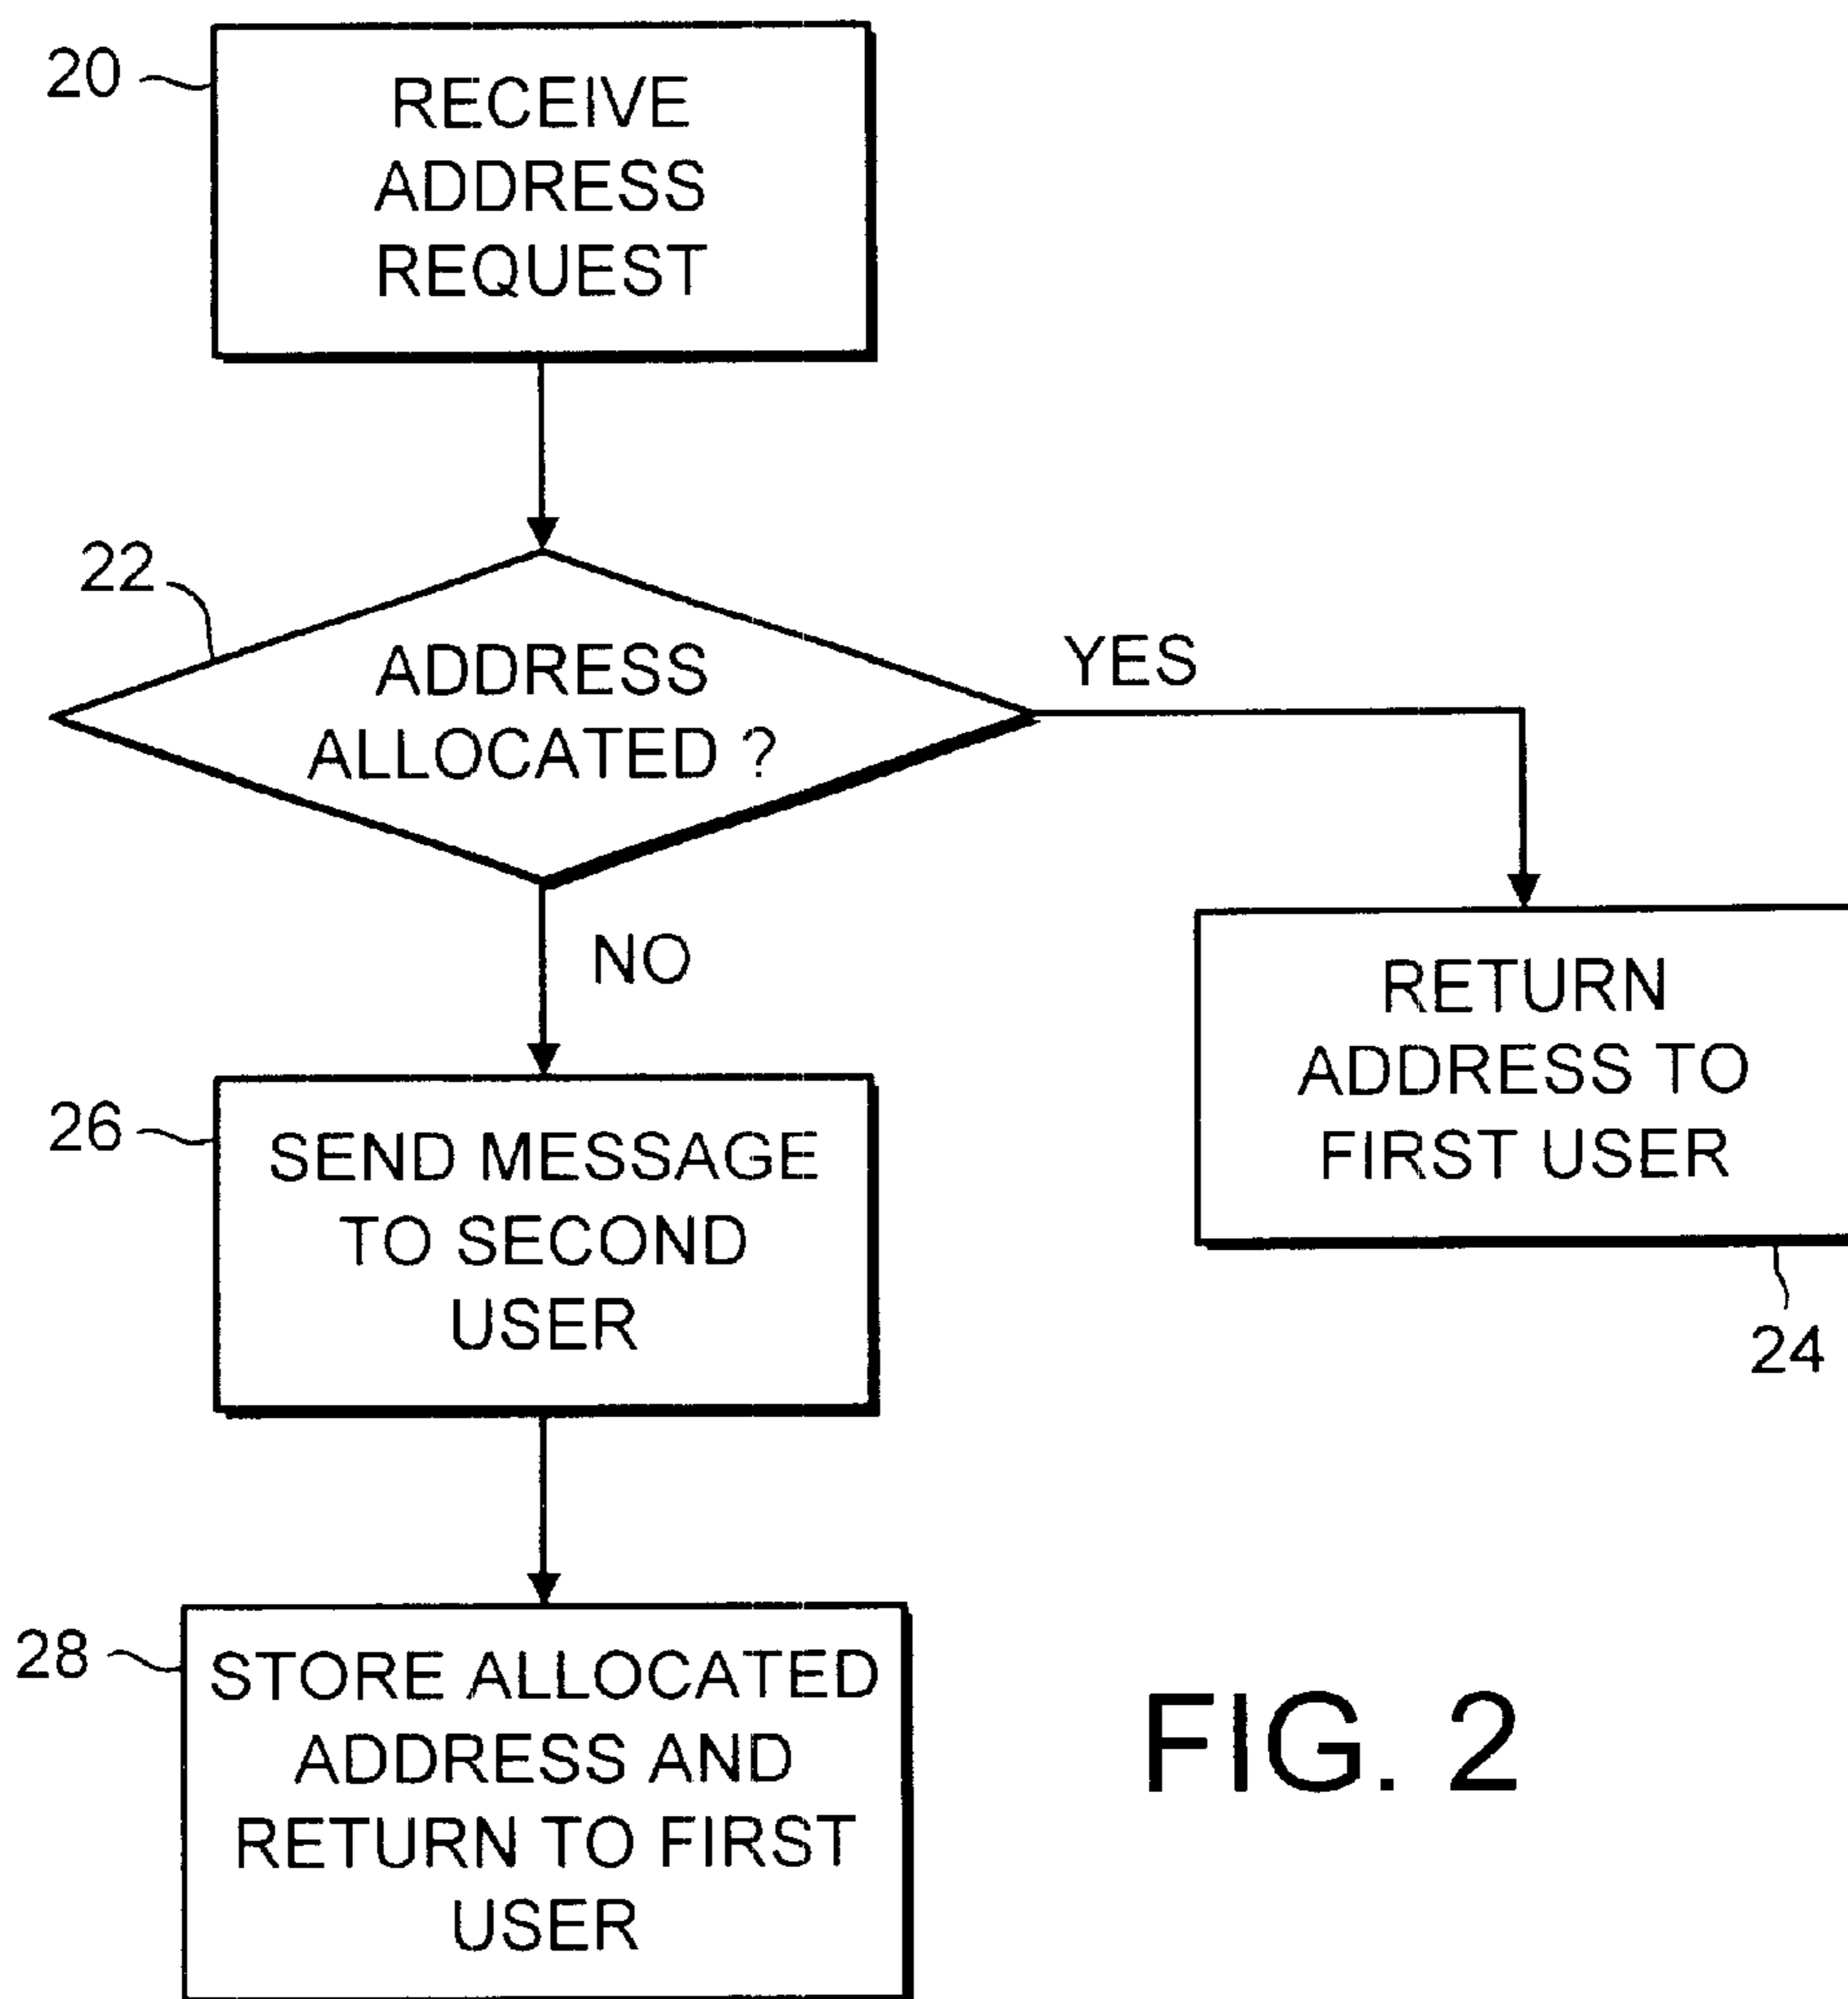 20
RECEIVE
ADDRESS
REQUEST
22
ADDRESS
ALLOCATED ?
YES
NO
RETURN
ADDRESS TO
FIRST USER
24
26
SEND MESSAGE
TO SECOND
USER
28
STORE ALLOCATED
ADDRESS AND
RETURN TO FIRST
USER
FIG. 2